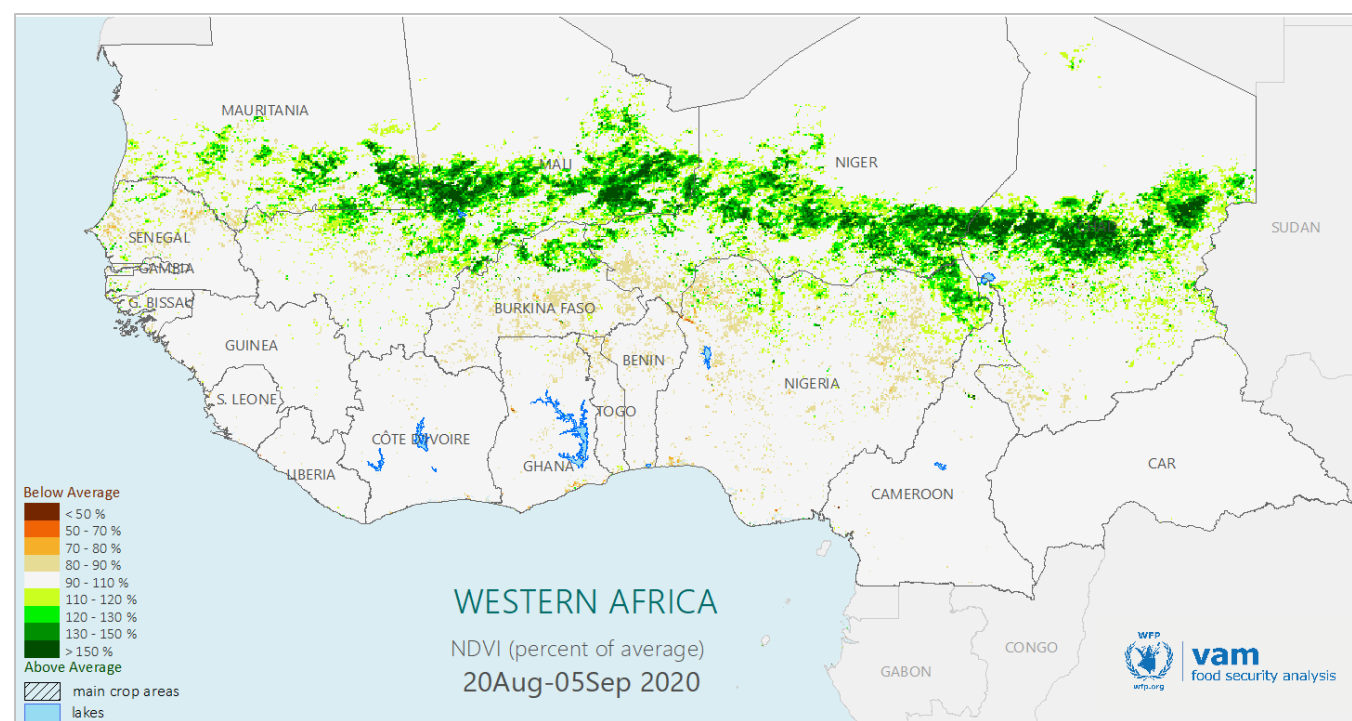 MAURITANIA
MALI
NIGER
SENEGAL
SUDAN
GAMBIA
G. BISSAU
BURKINA FASO
GUINEA
BENIN
NIGERIA
S. LEONE
TOGO
CÔTE D'IVOIRE
GHANA
CAR
LIBERIA
CAMEROON
Below Average
< 50 %
50 - 70 %
70 - 80 %
80 - 90 %
90 - 110 %
110 - 120 %
120 - 130 %
130 - 150 %
> 150 %
Above Average
main crop areas
lakes
WESTERN AFRICA
NDVI (percent of average)
20Aug-05Sep 2020
CONGO
GABON
WFP
wfp.org
vam
food security analysis